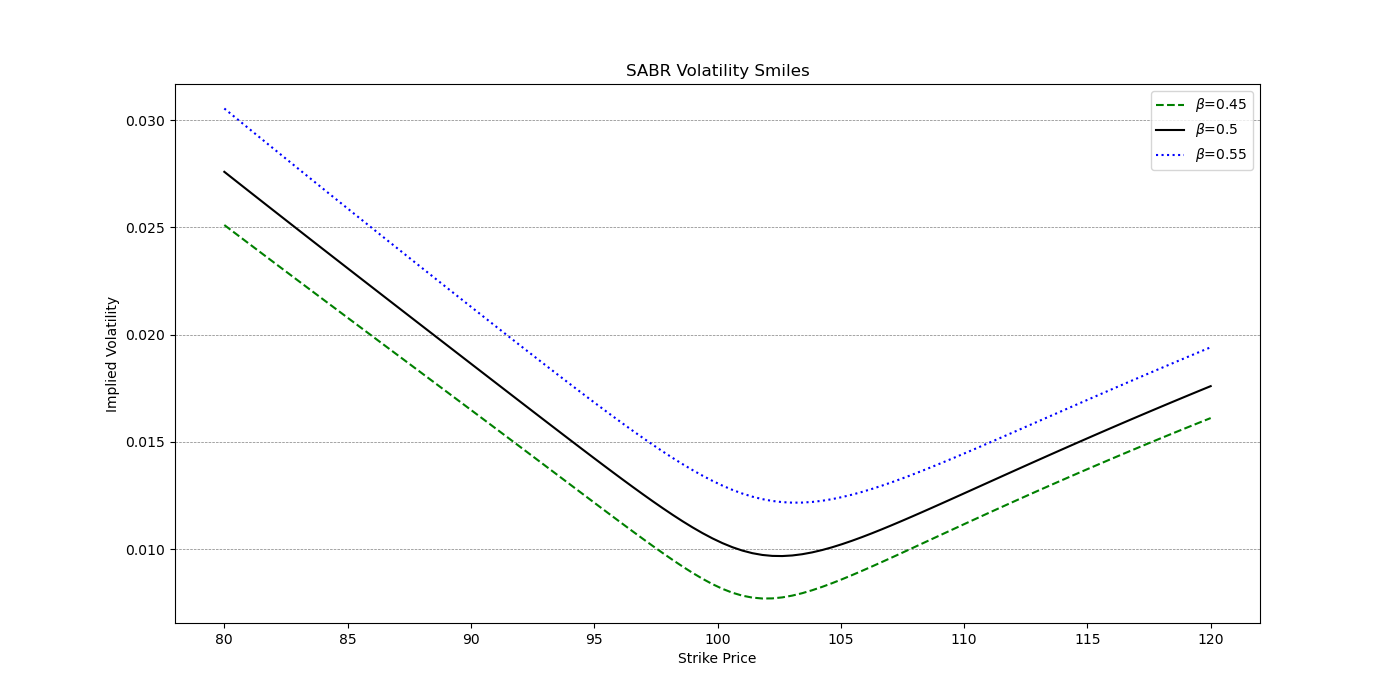 SABR Volatility Smiles
β=0.45
β=0.5
β=0.55
0.030
0.025
0.020
0.015
0.010
Implied Volatility
80 85 90 95 100 105 110 115 120
Strike Price